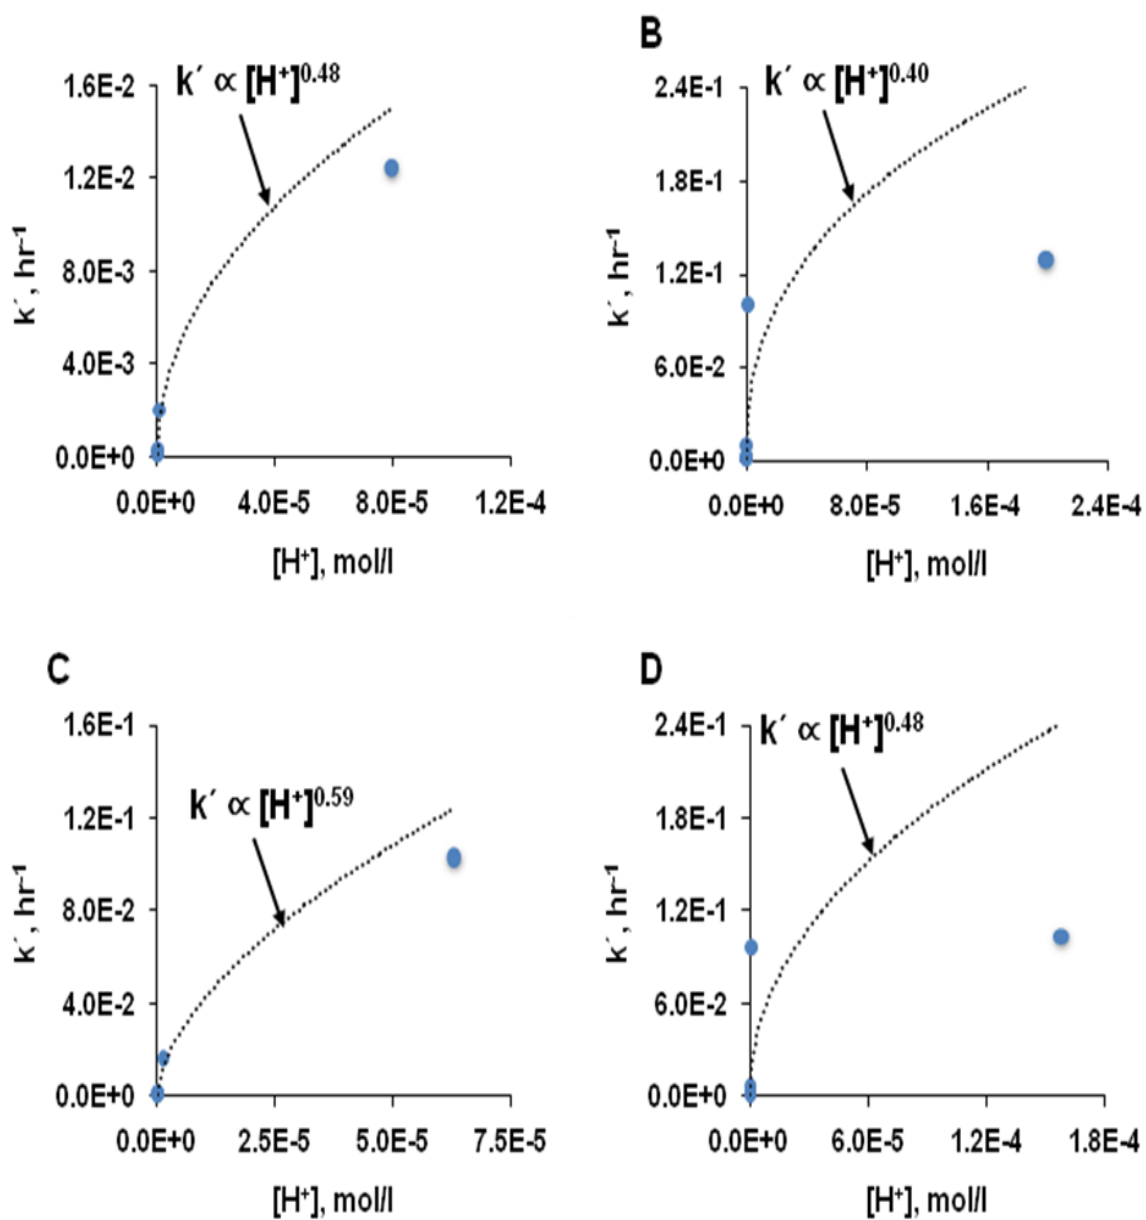 k′ ∝ [H⁺]⁰·⁴⁸
1.6E-2
1.2E-2
8.0E-3
4.0E-3
0.0E+0
k′, hr⁻¹
0.0E+0 4.0E-5 8.0E-5 1.2E-4
[H⁺], mol/l
B
k′ ∝ [H⁺]⁰·⁴⁰
2.4E-1
1.8E-1
1.2E-1
6.0E-2
0.0E+0
k′, hr⁻¹
0.0E+0 8.0E-5 1.6E-4 2.4E-4
[H⁺], mol/l
C
1.6E-1
k′ ∝ [H⁺]⁰·⁵⁹
1.2E-1
8.0E-2
4.0E-2
0.0E+0
k′, hr⁻¹
0.0E+0 2.5E-5 5.0E-5 7.5E-5
[H⁺], mol/l
D
k′ ∝ [H⁺]⁰·⁴⁸
2.4E-1
1.8E-1
1.2E-1
6.0E-2
0.0E+0
k′, hr⁻¹
0.0E+0 6.0E-5 1.2E-4 1.8E-4
[H⁺], mol/l